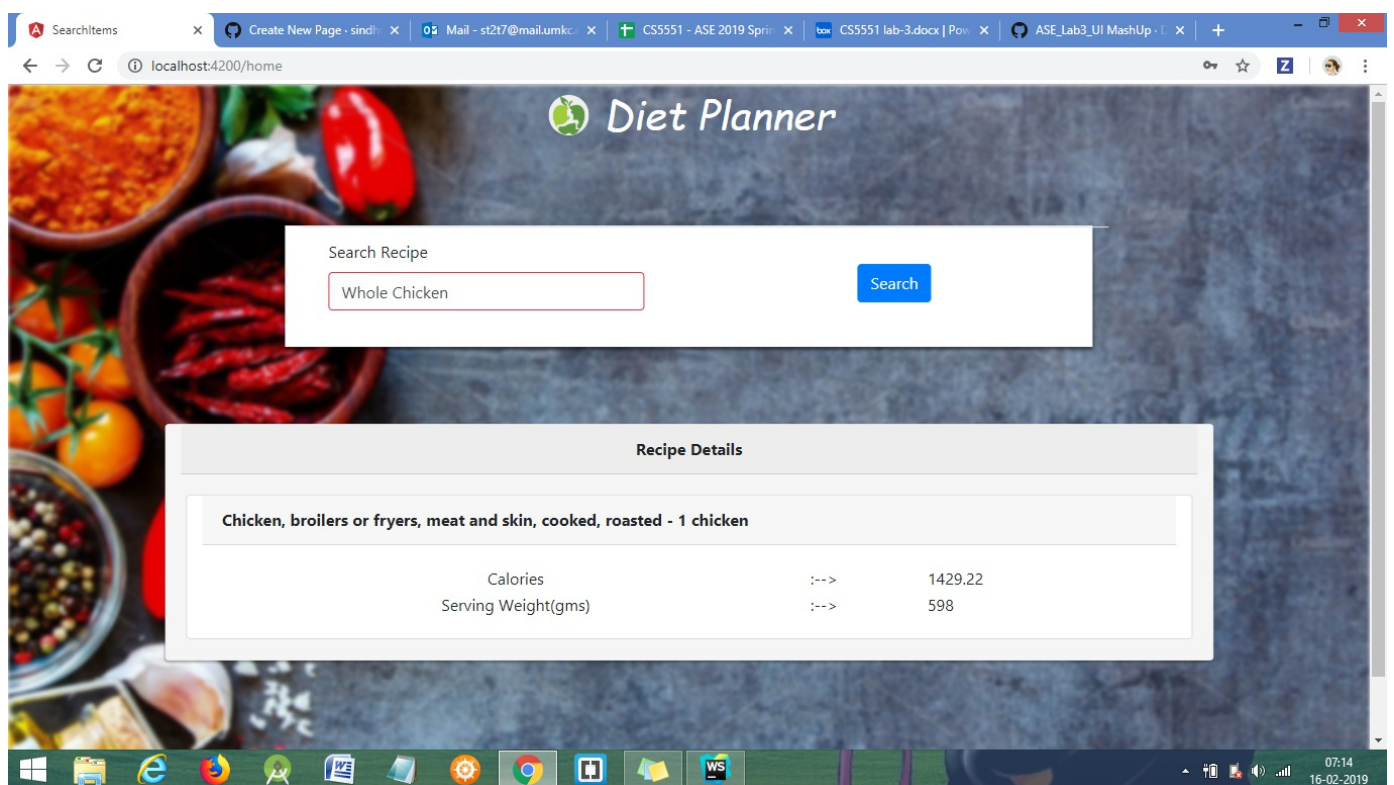 SearchItems
Create New Page · sindh
Mail - st2t7@mail.umkc.
CS5551 - ASE 2019 Sprin
CS5551 lab-3.docx | Pow
ASE_Lab3_UI MashUp ·
localhost:4200/home
Z
Diet Planner
Search Recipe
Whole Chicken
Search
Recipe Details
Chicken, broilers or fryers, meat and skin, cooked, roasted - 1 chicken
Calories :--> 1429.22
Serving Weight(gms) :--> 598
WS
07:14
16-02-2019